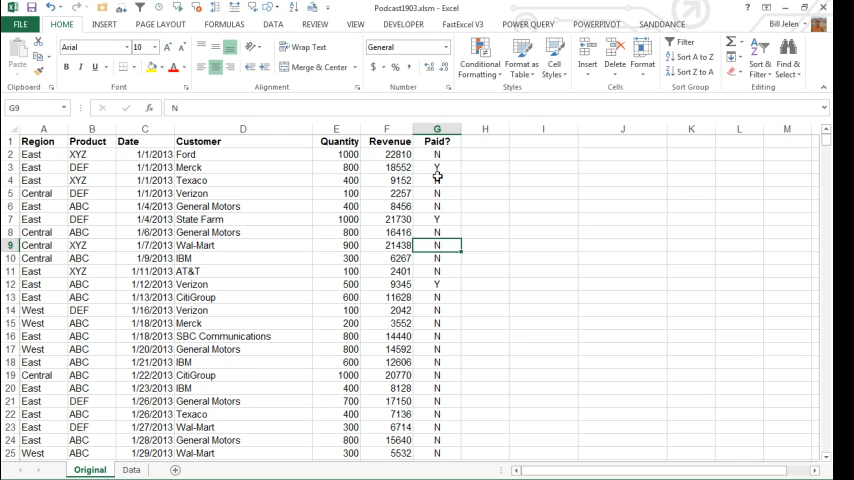 Podcast1903.xlsm - Excel
FILE HOME INSERT PAGE LAYOUT FORMULAS DATA REVIEW VIEW DEVELOPER FastExcel V3 POWER QUERY POWERPIVOT SANDDANCE Bill Jelen
Paste Arial 10 Wrap Text General Conditional Formatting Format as Table Cell Styles Insert Delete Format Filter Sort & Filter Find & Select
B I U Merge & Center $ % Sort A to Z
Sort Z to A
Clipboard Font Alignment Number Styles Cells Sort Group Editing
G9 fx N
A B C D E F G H I J K L M
1 Region Product Date Customer Quantity Revenue Paid?
2 East XYZ 1/1/2013 Ford 1000 22810 N
3 East DEF 1/1/2013 Merck 800 18552 Y
4 East XYZ 1/1/2013 Texaco 400 9152 N
5 Central XYZ 1/1/2013 Verizon 100 2257 N
6 East ABC 1/4/2013 General Motors 400 8456 N
7 East DEF 1/4/2013 State Farm 1000 21730 Y
8 Central ABC 1/6/2013 General Motors 800 16416 N
9 Central XYZ 1/7/2013 Wal-Mart 900 21438 N
10 Central ABC 1/9/2013 IBM 300 6267 N
11 East XYZ 1/11/2013 AT&T 100 2401 N
12 East ABC 1/12/2013 Verizon 500 9345 Y
13 East ABC 1/13/2013 CitiGroup 600 11628 N
14 West DEF 1/16/2013 Verizon 100 2042 N
15 West ABC 1/18/2013 Merck 200 3552 N
16 East ABC 1/18/2013 SBC Communications 800 14440 N
17 West ABC 1/20/2013 General Motors 800 14592 N
18 East ABC 1/21/2013 IBM 600 12606 N
19 Central ABC 1/22/2013 CitiGroup 1000 20770 N
20 East ABC 1/23/2013 IBM 400 8128 N
21 East DEF 1/26/2013 General Motors 700 17150 N
22 East ABC 1/26/2013 Texaco 400 7136 N
23 East DEF 1/27/2013 Wal-Mart 300 6714 N
24 East ABC 1/28/2013 General Motors 800 15640 N
25 West ABC 1/29/2013 Wal-Mart 300 5532 N
Original Data